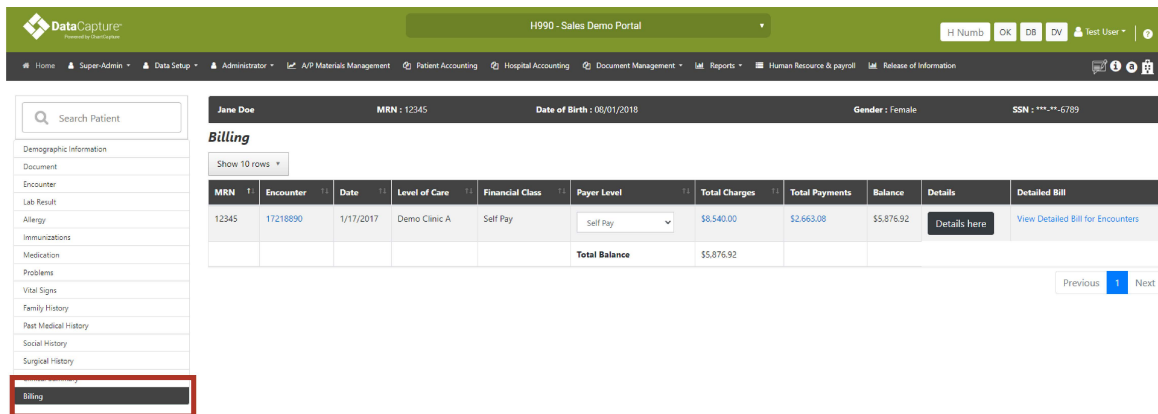 DataCapture™
Powered by ChartCapture
H990 - Sales Demo Portal
H Numb OK DB DV Test User
Home Super-Admin Data Setup Administrator A/P Materials Management Patient Accounting Hospital Accounting Document Management Reports Human Resource & payroll Release of Information
Search Patient
Demographic Information
Document
Encounter
Lab Result
Allergy
Immunizations
Medication
Problems
Vital Signs
Family History
Past Medical History
Social History
Surgical History
Clinical Summary
Billing
Jane Doe MRN : 12345 Date of Birth : 08/01/2018 Gender : Female SSN : ***-**-6789
Billing
Show 10 rows
MRN Encounter Date Level of Care Financial Class Payer Level Total Charges Total Payments Balance Details Detailed Bill
12345 17218890 1/17/2017 Demo Clinic A Self Pay Self Pay $8,540.00 $2,663.08 $5,876.92 Details here View Detailed Bill for Encounters
Total Balance $5,876.92
Previous 1 Next